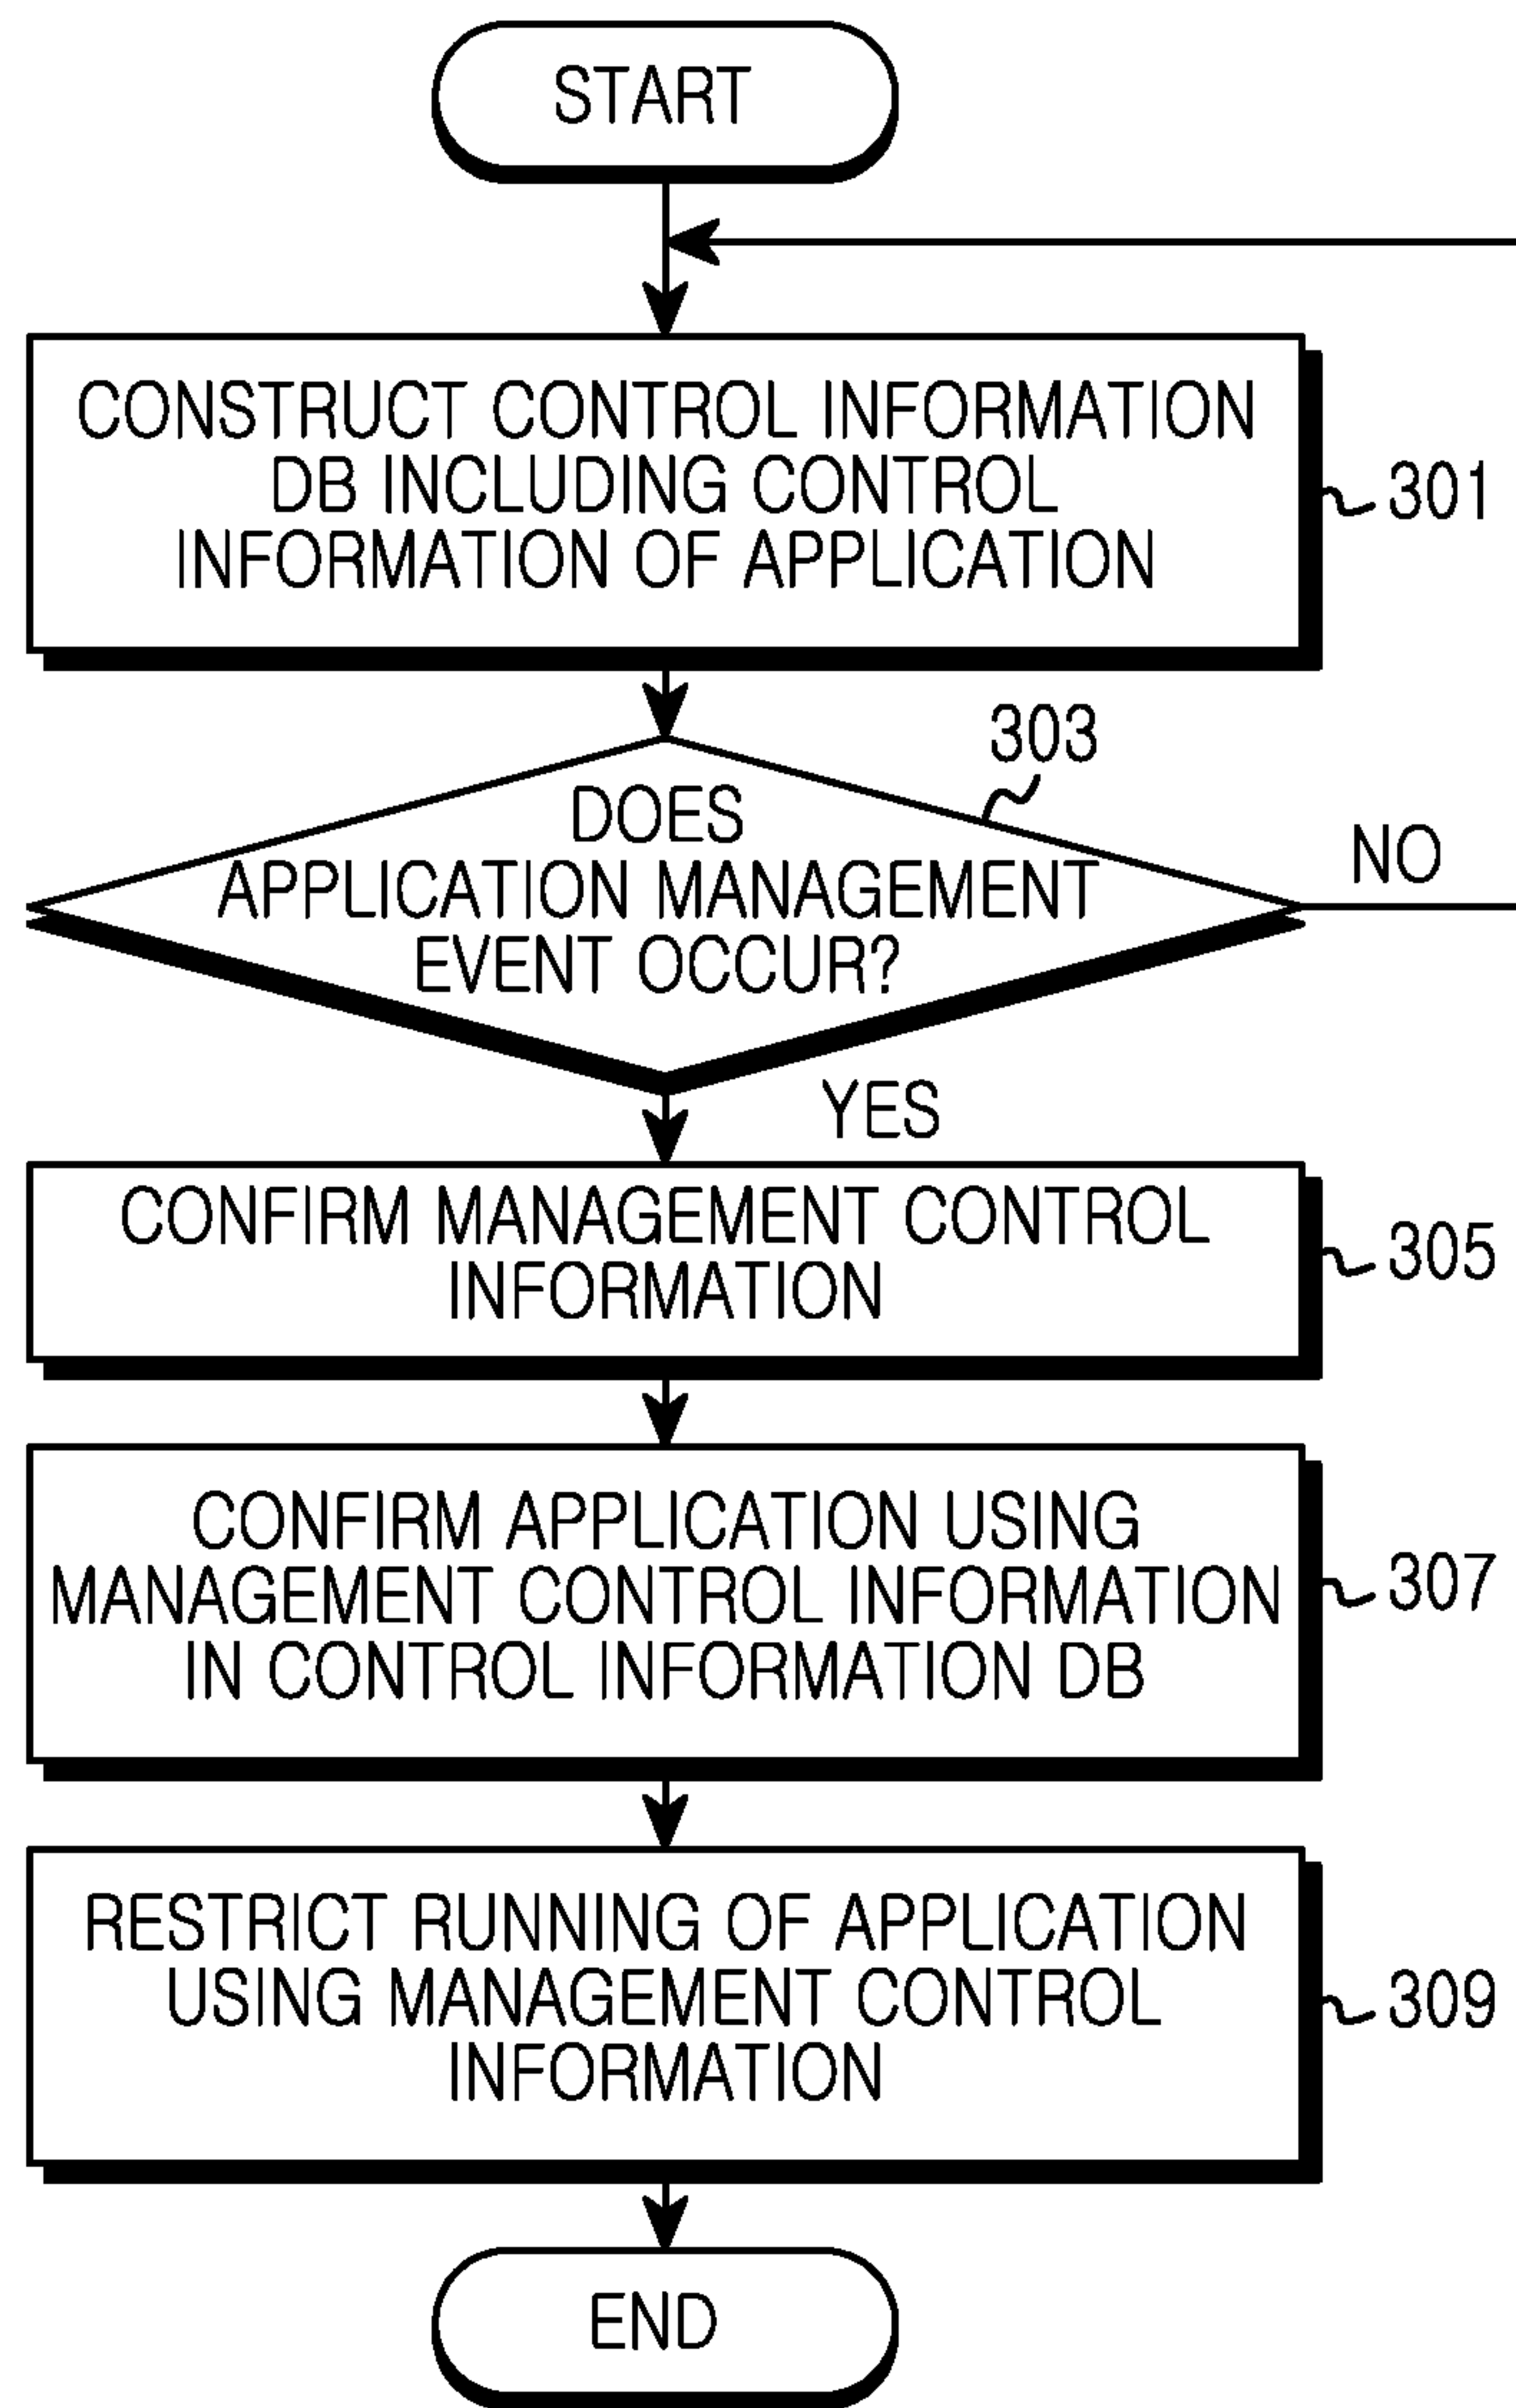 START
CONSTRUCT CONTROL INFORMATION
DB INCLUDING CONTROL
INFORMATION OF APPLICATION
301
303
DOES
APPLICATION MANAGEMENT
EVENT OCCUR?
NO
YES
CONFIRM MANAGEMENT CONTROL
INFORMATION
305
CONFIRM APPLICATION USING
MANAGEMENT CONTROL INFORMATION
IN CONTROL INFORMATION DB
307
RESTRICT RUNNING OF APPLICATION
USING MANAGEMENT CONTROL
INFORMATION
309
END